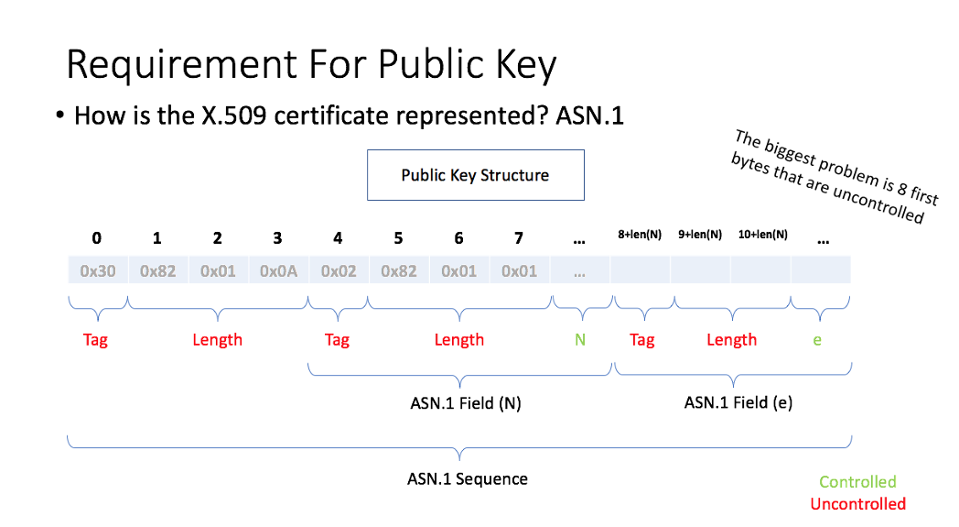 Requirement For Public Key
• How is the X.509 certificate represented? ASN.1
The biggest problem is 8 first
bytes that are uncontrolled
Public Key Structure
0 1 2 3 4 5 6 7 ... 8+len(N) 9+len(N) 10+len(N) ...
0x30 0x82 0x01 0x0A 0x02 0x82 0x01 0x01 ...
Tag Length Tag Length N Tag Length e
ASN.1 Field (N) ASN.1 Field (e)
ASN.1 Sequence
Controlled
Uncontrolled